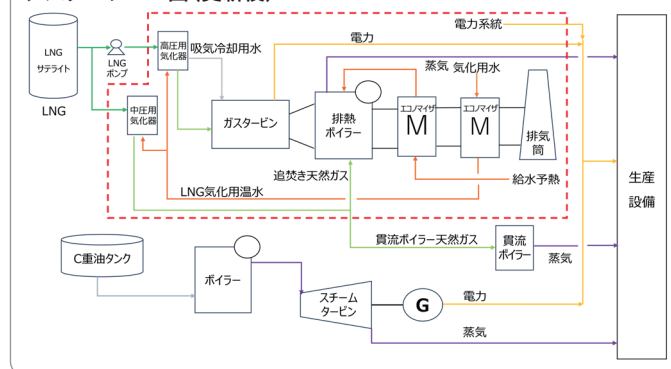 電力系統
LNG
サテライト
LNG
LNG
ポンプ
高圧用
気化器
吸気冷却用水
電力
蒸気
気化用水
中圧用
気化器
ガスタービン
排熱
ボイラー
エコノマイザ
M
エコノマイザ
M
排気
筒
追焚き天然ガス
給水予熱
LNG気化用温水
生産
設備
貫流ボイラー天然ガス
貫流
ボイラー
蒸気
C重油タンク
ボイラー
スチーム
タービン
G
電力
蒸気